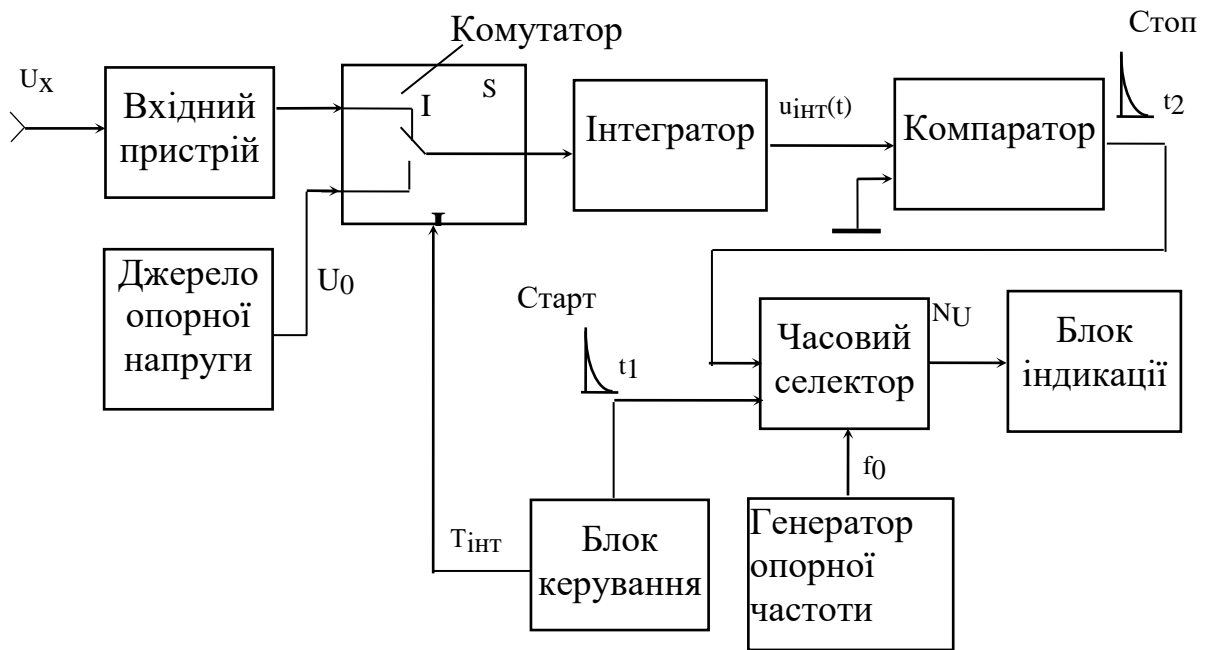 Стоп
Комутатор
Ux
Вхідний
пристрій
I
S
Інтегратор
uінт(t)
Компаратор
t2
Джерело
опорної
напруги
U0
Старт
t1
Часовий
селектор
NU
Блок
індикації
f0
Tінт
Блок
керування
Генератор
опорної
частоти